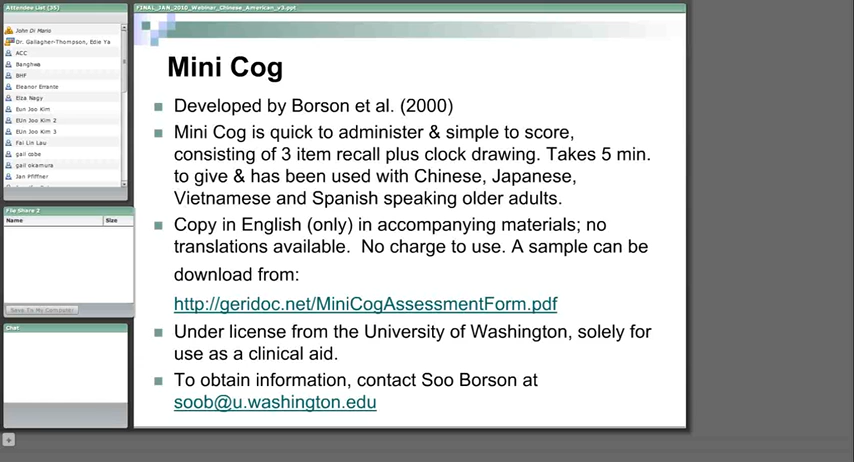 Attendee List (35)
FINAL_JAN_2010_Webinar_Chinese_American_v3.ppt
John Di Mario
Dr. Gallagher-Thompson, Edie Ya
ACC
Banghwa
BHF
Eleanor Errante
Elza Nagy
Eun Joo Kim
EUn Joo Kim 2
EUn Joo Kim 3
Fai Lin Lau
gail cobe
gail okamura
Jan Pfiffner
File Share 2
Name Size
Save To My Computer
Chat
Mini Cog
Developed by Borson et al. (2000)
Mini Cog is quick to administer & simple to score,
consisting of 3 item recall plus clock drawing. Takes 5 min.
to give & has been used with Chinese, Japanese,
Vietnamese and Spanish speaking older adults.
Copy in English (only) in accompanying materials; no
translations available. No charge to use. A sample can be
download from:
http://geridoc.net/MiniCogAssessmentForm.pdf
Under license from the University of Washington, solely for
use as a clinical aid.
To obtain information, contact Soo Borson at
soob@u.washington.edu